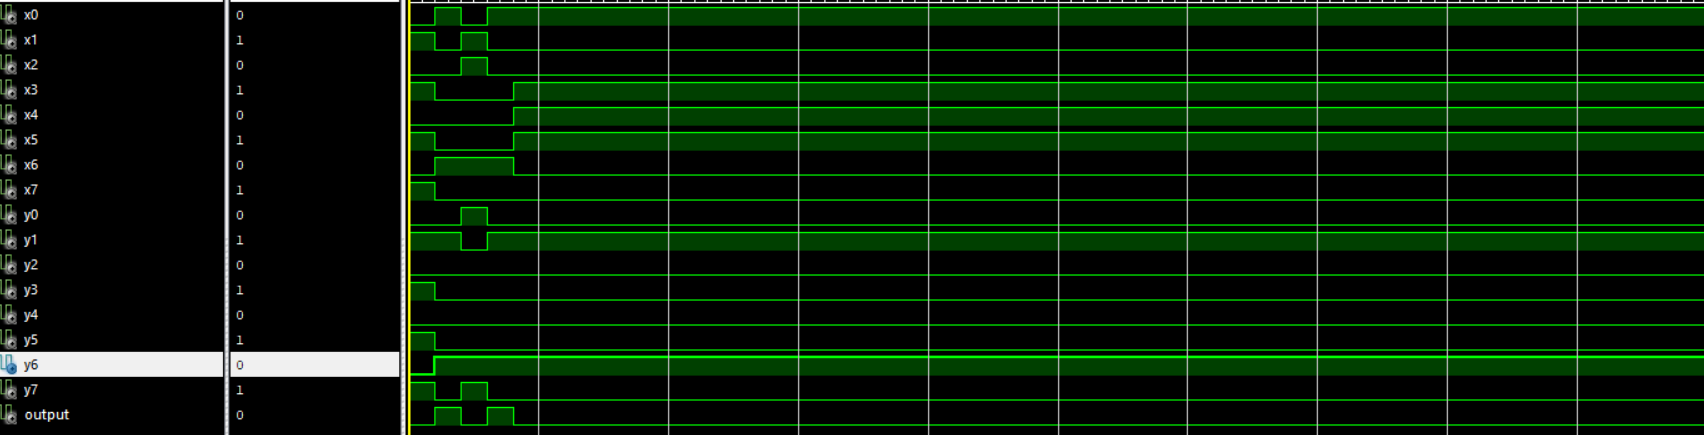 x0 0
x1 1
x2 0
x3 1
x4 0
x5 1
x6 0
x7 1
y0 0
y1 1
y2 0
y3 1
y4 0
y5 1
y6 0
y7 1
output 0